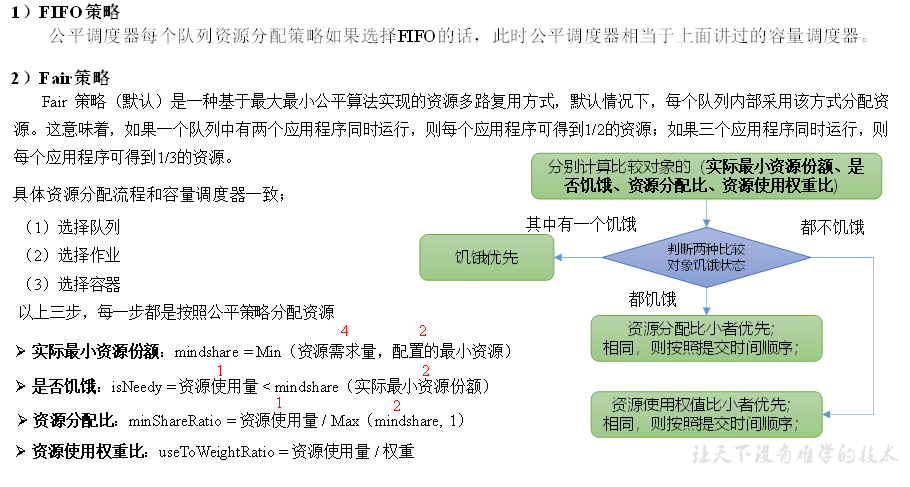 1）FIFO策略
公平调度器每个队列资源分配策略如果选择FIFO的话，此时公平调度器相当于上面讲过的容量调度器。
2）Fair策略
Fair 策略（默认）是一种基于最大最小公平算法实现的资源多路复用方式，默认情况下，每个队列内部采用该方式分配资
源。这意味着，如果一个队列中有两个应用程序同时运行，则每个应用程序可得到1/2的资源；如果三个应用程序同时运行，则
每个应用程序可得到1/3的资源。
具体资源分配流程和容量调度器一致；
（1）选择队列
（2）选择作业
（3）选择容器
以上三步，每一步都是按照公平策略分配资源
4 2
➢ 实际最小资源份额：mindshare = Min（资源需求量，配置的最小资源）
1 2
➢ 是否饥饿：isNeedy = 资源使用量 < mindshare（实际最小资源份额）
1 2
➢ 资源分配比：minShareRatio = 资源使用量 / Max（mindshare, 1）
➢ 资源使用权重比：useToWeightRatio = 资源使用量 / 权重
分别计算比较对象的（实际最小资源份额、是
否饥饿、资源分配比、资源使用权重比）
其中有一个饥饿
都不饥饿
饥饿优先
判断两种比较
对象饥饿状态
都饥饿
资源分配比小者优先；
相同，则按照提交时间顺序；
资源使用权值比小者优先；
相同，则按照提交时间顺序；
让天下没有难学的技术